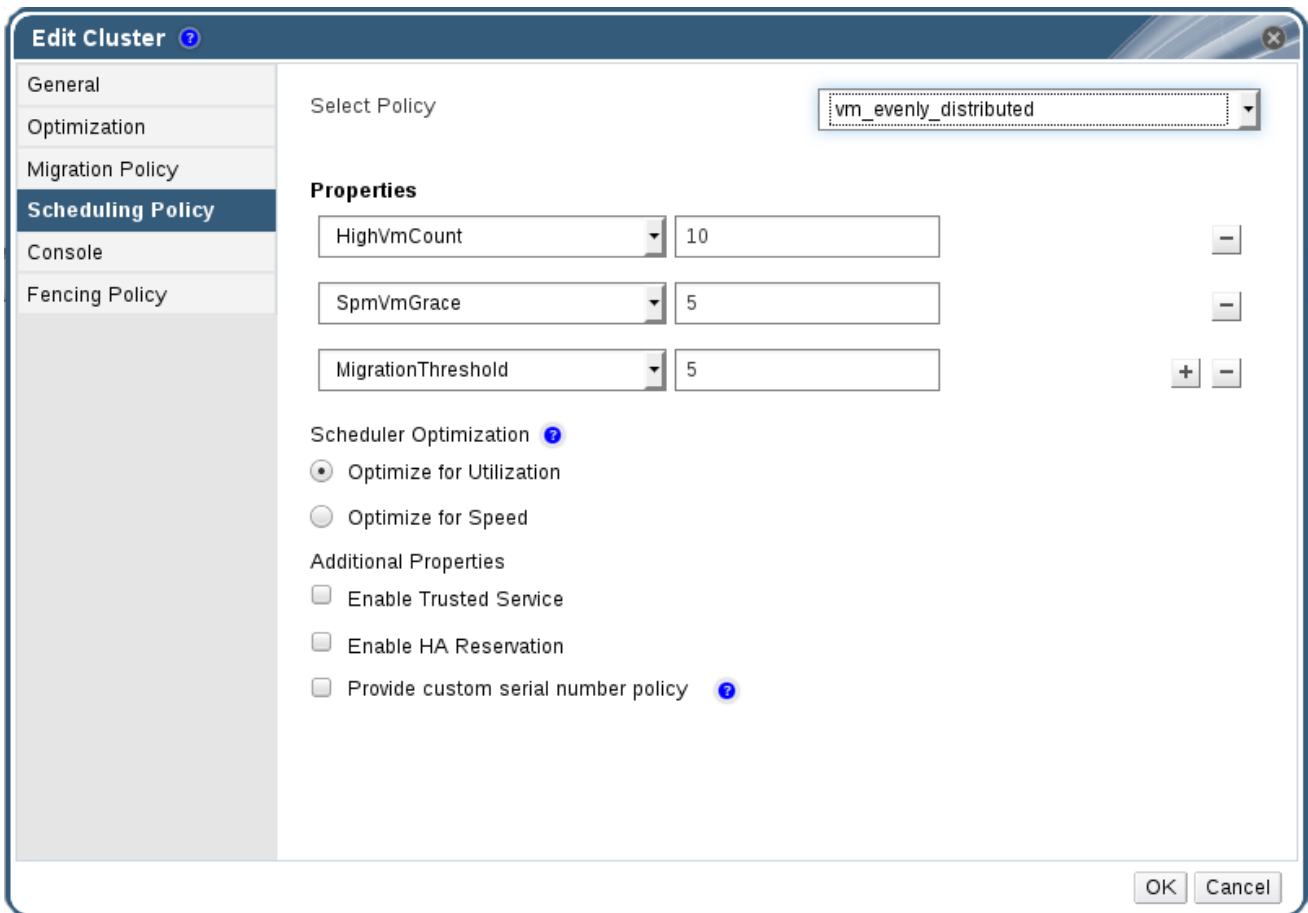 Edit Cluster
General
Optimization
Migration Policy
Scheduling Policy
Console
Fencing Policy
Select Policy vm_evenly_distributed
Properties
HighVmCount 10
SpmVmGrace 5
MigrationThreshold 5
Scheduler Optimization
Optimize for Utilization
Optimize for Speed
Additional Properties
Enable Trusted Service
Enable HA Reservation
Provide custom serial number policy
OK Cancel